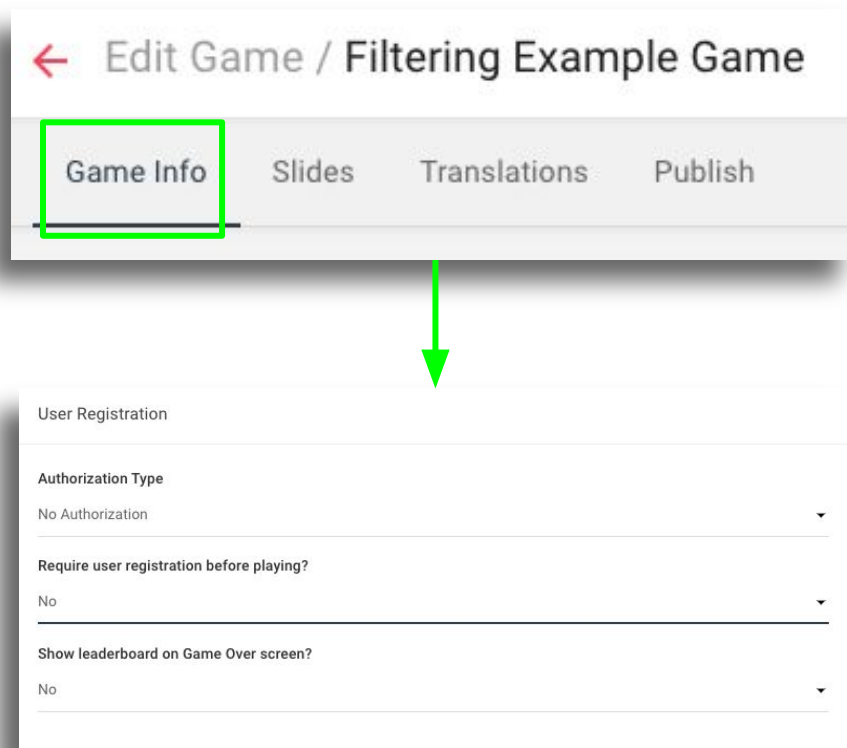 Edit Game / Filtering Example Game
Game Info Slides Translations Publish
User Registration
Authorization Type
No Authorization
Require user registration before playing?
No
Show leaderboard on Game Over screen?
No